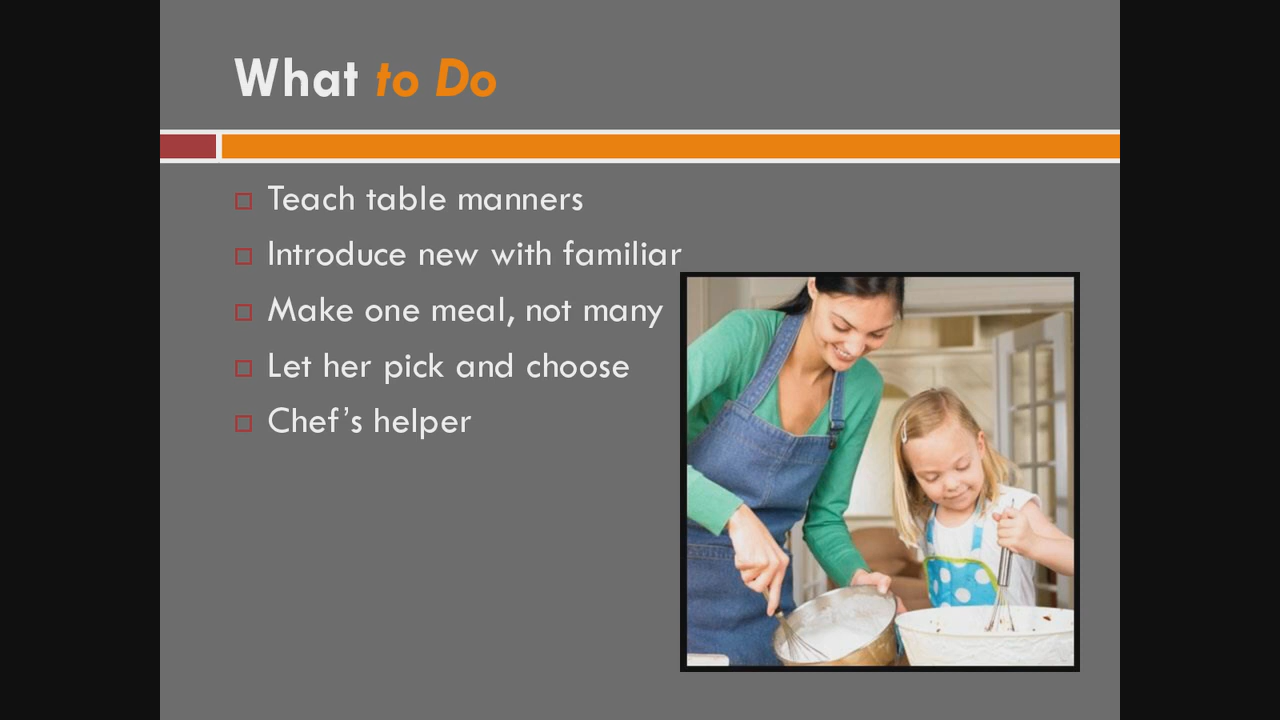 What to Do
Teach table manners
Introduce new with familiar
Make one meal, not many
Let her pick and choose
Chef’s helper